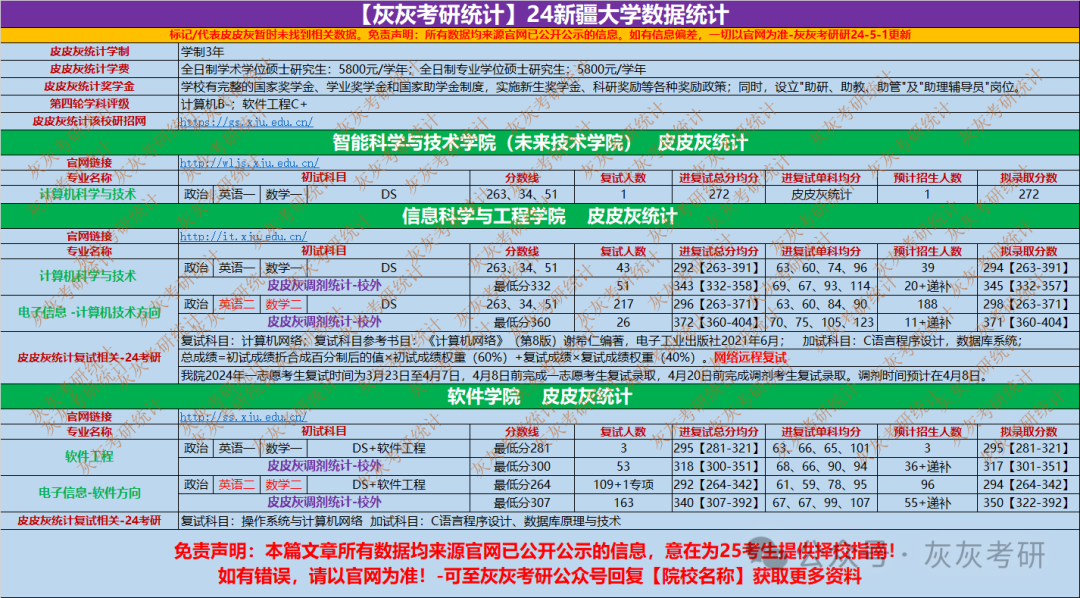 【灰灰考研统计】24新疆大学数据统计
标记/代表皮皮灰暂时未找到相关数据。免责声明：所有数据均来源官网已公开公示的信息。如有信息偏差，一切以官网为准-灰灰考研研24-5-1更新
皮皮灰统计学制 学制3年
皮皮灰统计学费 全日制学术学位硕士研究生：5800元/学年；全日制专业学位硕士研究生：5800元/学年
皮皮灰统计奖学金 学校有完整的国家奖学金、学业奖学金和国家助学金制度，实施新生奖学金、科研奖励等各种奖励政策；同时，设立"助研、助教、助管"及"助理辅导员"岗位。
第四轮学科评级 计算机B-；软件工程C+
皮皮灰统计该校研招网 https://gs.xju.edu.cn/
智能科学与技术学院（未来技术学院） 皮皮灰统计
官网链接 http://wljs.xju.edu.cn/
专业名称 初试科目 分数线 复试人数 进复试总分均分 进复试单科均分 预计招生人数 拟录取分数
计算机科学与技术 政治 英语一 数学一 DS 263、34、51 1 272 皮皮灰统计 1 272
信息科学与工程学院 皮皮灰统计
官网链接 http://it.xju.edu.cn/
专业名称 初试科目 分数线 复试人数 进复试总分均分 进复试单科均分 预计招生人数 拟录取分数
计算机科学与技术 政治 英语一 数学一 DS 263、34、51 43 292【263-391】 63、60、74、96 39 294【263-391】
皮皮灰调剂统计-校外 最低分332 51 343【332-358】 69、67、93、114 20+递补 345【332-357】
电子信息 -计算机技术方向 政治 英语二 数学二 DS 263、34、51 217 296【263-371】 63、60、84、90 188 298【263-371】
皮皮灰调剂统计-校外 最低分360 26 372【360-404】 70、75、105、123 11+递补 371【360-404】
皮皮灰统计复试相关-24考研 复试科目：计算机网络；复试科目参考书目：《计算机网络》（第8版）谢希仁编著，电子工业出版社2021年6月； 加试科目：C语言程序设计，数据库系统；
总成绩=初试成绩折合成百分制后的值×初试成绩权重（60%）+复试成绩×复试成绩权重（40%）。网络远程复试
我院2024年一志愿考生复试时间为3月23日至4月7日，4月8日前完成一志愿考生复试录取，4月20日前完成调剂考生复试录取。调剂时间预计在4月8日。
软件学院 皮皮灰统计
官网链接 http://ss.xju.edu.cn/
专业名称 初试科目 分数线 复试人数 进复试总分均分 进复试单科均分 预计招生人数 拟录取分数
软件工程 政治 英语一 数学一 DS+软件工程 最低分281 3 295【281-321】 63、66、65、101 3 295【281-321】
皮皮灰调剂统计-校外 最低分300 53 318【300-351】 68、66、90、94 36+递补 317【301-351】
电子信息-软件方向 政治 英语二 数学二 DS+软件工程 最低分264 109+1专项 292【264-342】 61、59、78、95 96 294【264-342】
皮皮灰调剂统计-校外 最低分307 163 340【307-392】 67、67、99、107 55+递补 350【322-392】
皮皮灰统计复试相关-24考研 复试科目：操作系统与计算机网络 加试科目：C语言程序设计、数据库原理与技术
免责声明：本篇文章所有数据均来源官网已公开公示的信息，意在为25考生提供择校指南！
如有错误，请以官网为准！-可至灰灰考研公众号回复【院校名称】获取更多资料
公众号 · 灰灰考研